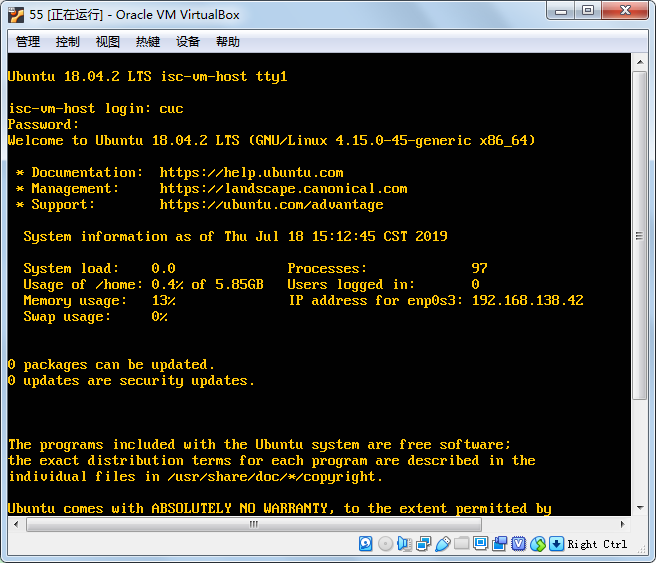 55 [正在运行] - Oracle VM VirtualBox
管理 控制 视图 热键 设备 帮助
Ubuntu 18.04.2 LTS isc-vm-host tty1
isc-vm-host login: cuc
Password:
Welcome to Ubuntu 18.04.2 LTS (GNU/Linux 4.15.0-45-generic x86_64)
* Documentation: https://help.ubuntu.com
* Management: https://landscape.canonical.com
* Support: https://ubuntu.com/advantage
System information as of Thu Jul 18 15:12:45 CST 2019
System load: 0.0 Processes: 97
Usage of /home: 0.4% of 5.85GB Users logged in: 0
Memory usage: 13% IP address for enp0s3: 192.168.138.42
Swap usage: 0%
0 packages can be updated.
0 updates are security updates.
The programs included with the Ubuntu system are free software;
the exact distribution terms for each program are described in the
individual files in /usr/share/doc/*/copyright.
Ubuntu comes with ABSOLUTELY NO WARRANTY, to the extent permitted by
Right Ctrl